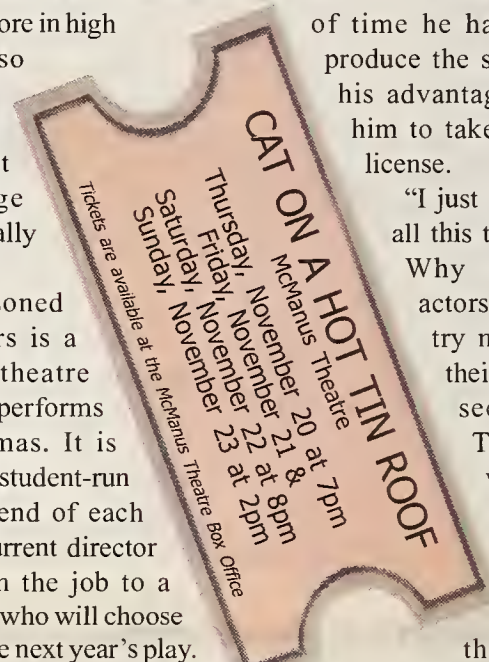 ore in high
so
t
ge
ally
oned
rs is a
theatre
performs
mas. It is
student-run
end of each
urrent director
n the job to a
who will choose
e next year's play.
CAT ON A HOT TIN ROOF
McManus Theatre
Thursday, November 20 at 7pm
Friday, November 21 &
Saturday, November 22 at 8pm
Sunday, November 23 at 2pm
Tickets are available at the McManus Theatre Box Office
of time he ha
produce the s
his advantag
him to take
license.
"I just
all this t
Why
actors
try n
thei
see
T
th